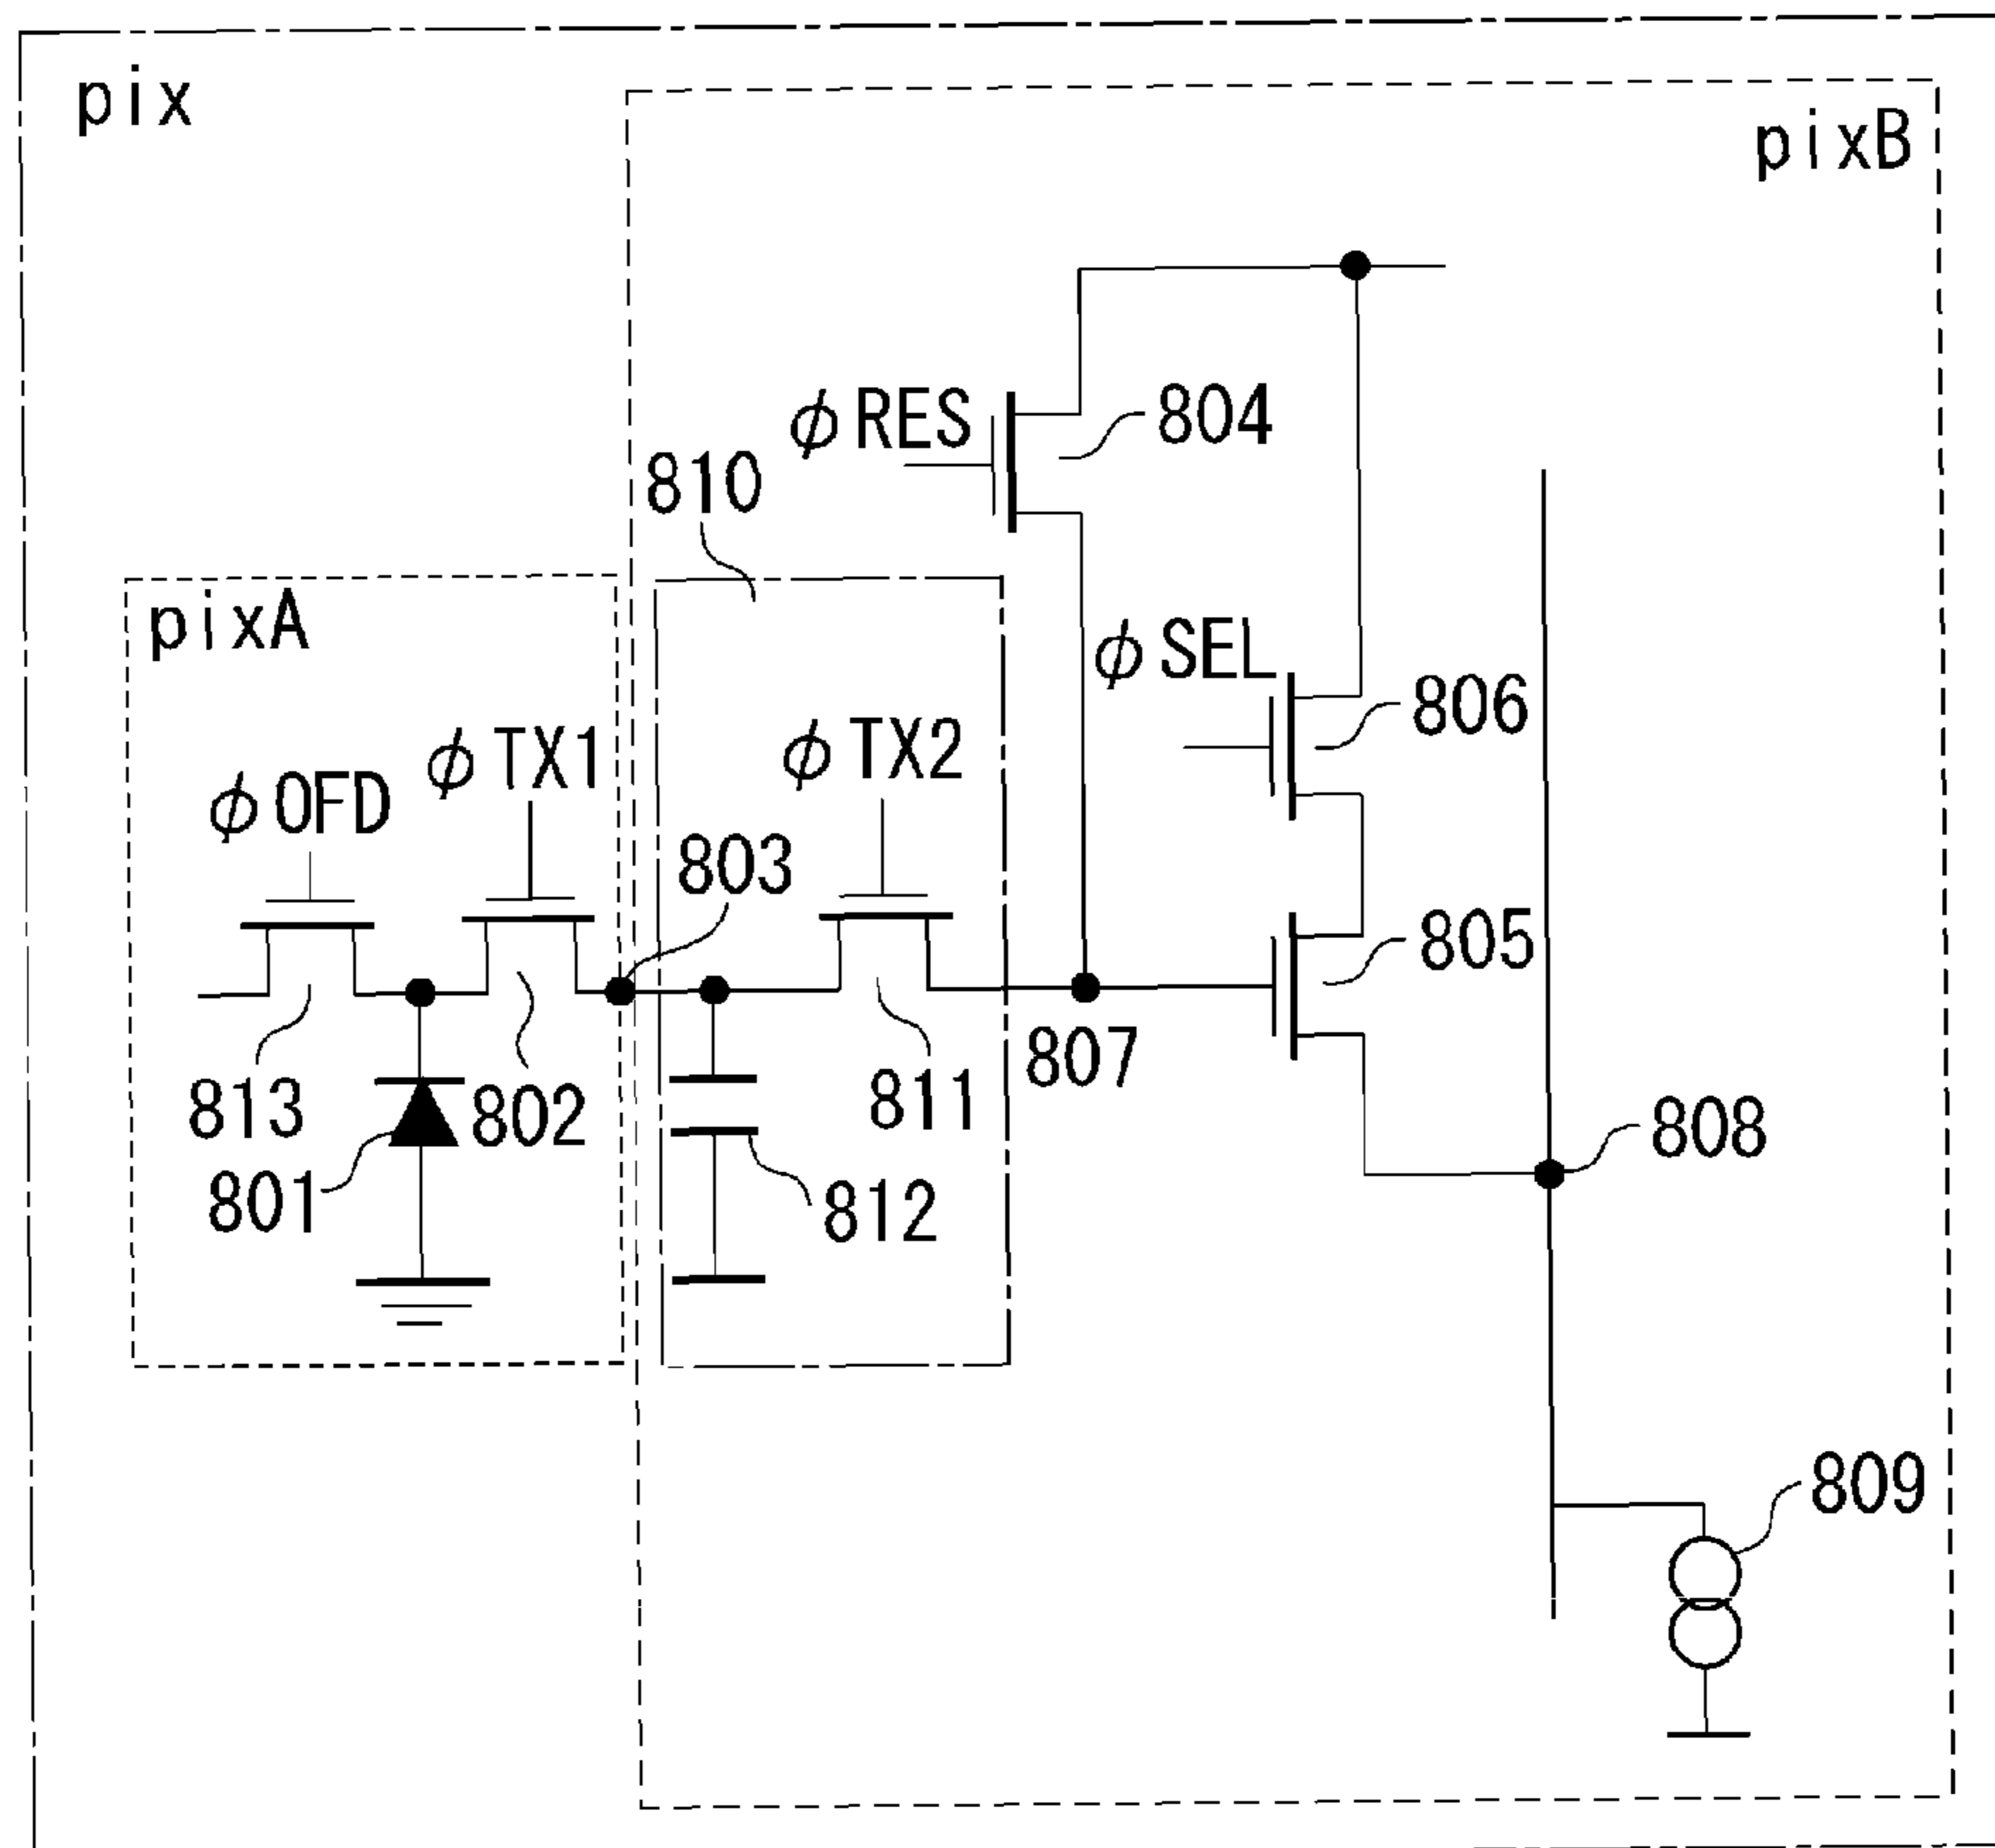 pix
pixB
φRES
804
810
pixA
φSEL
806
φTX1
φTX2
φOFD
803
805
807
813
802
811
808
801
812
809